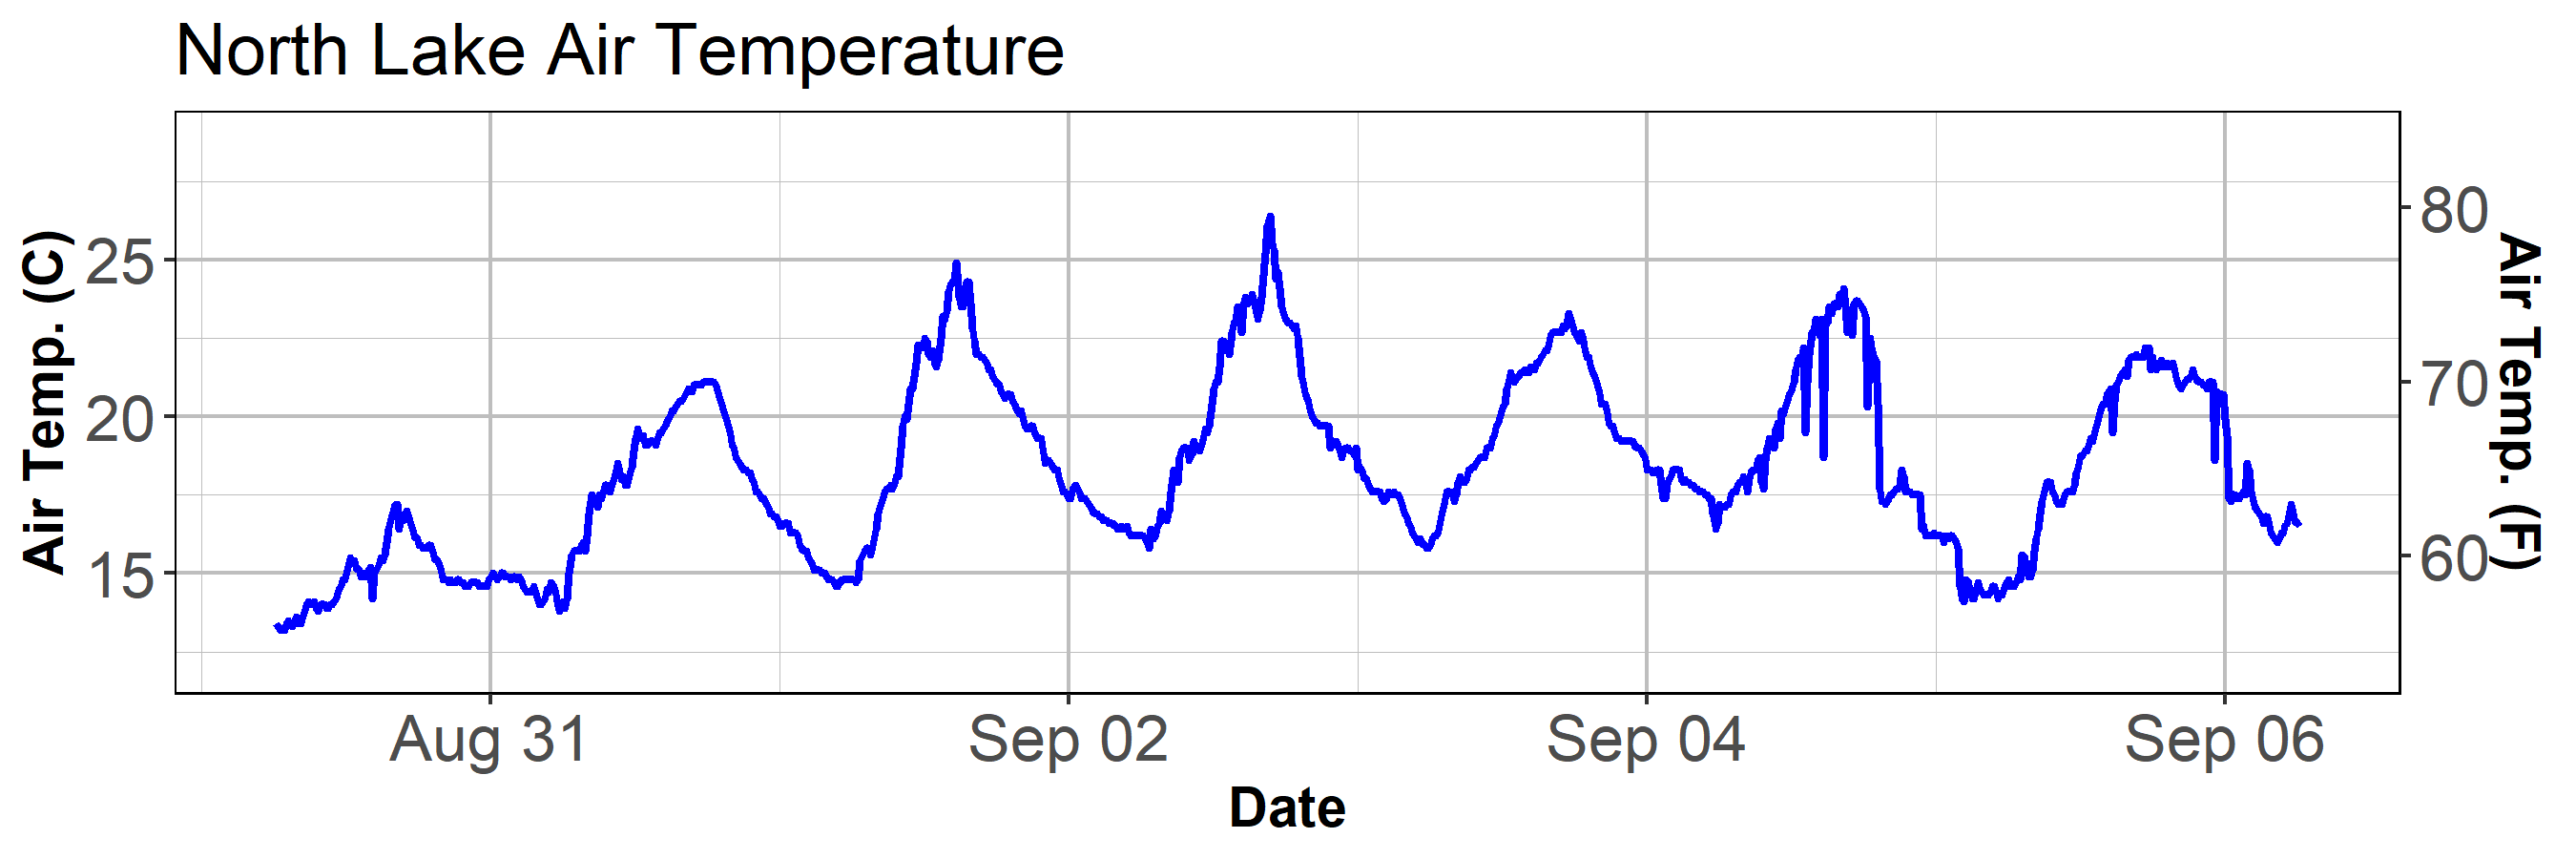 North Lake Air Temperature
Air Temp. (C)
25
20
15
80
70
60
Air Temp. (F)
Aug 31
Sep 02
Sep 04
Sep 06
Date